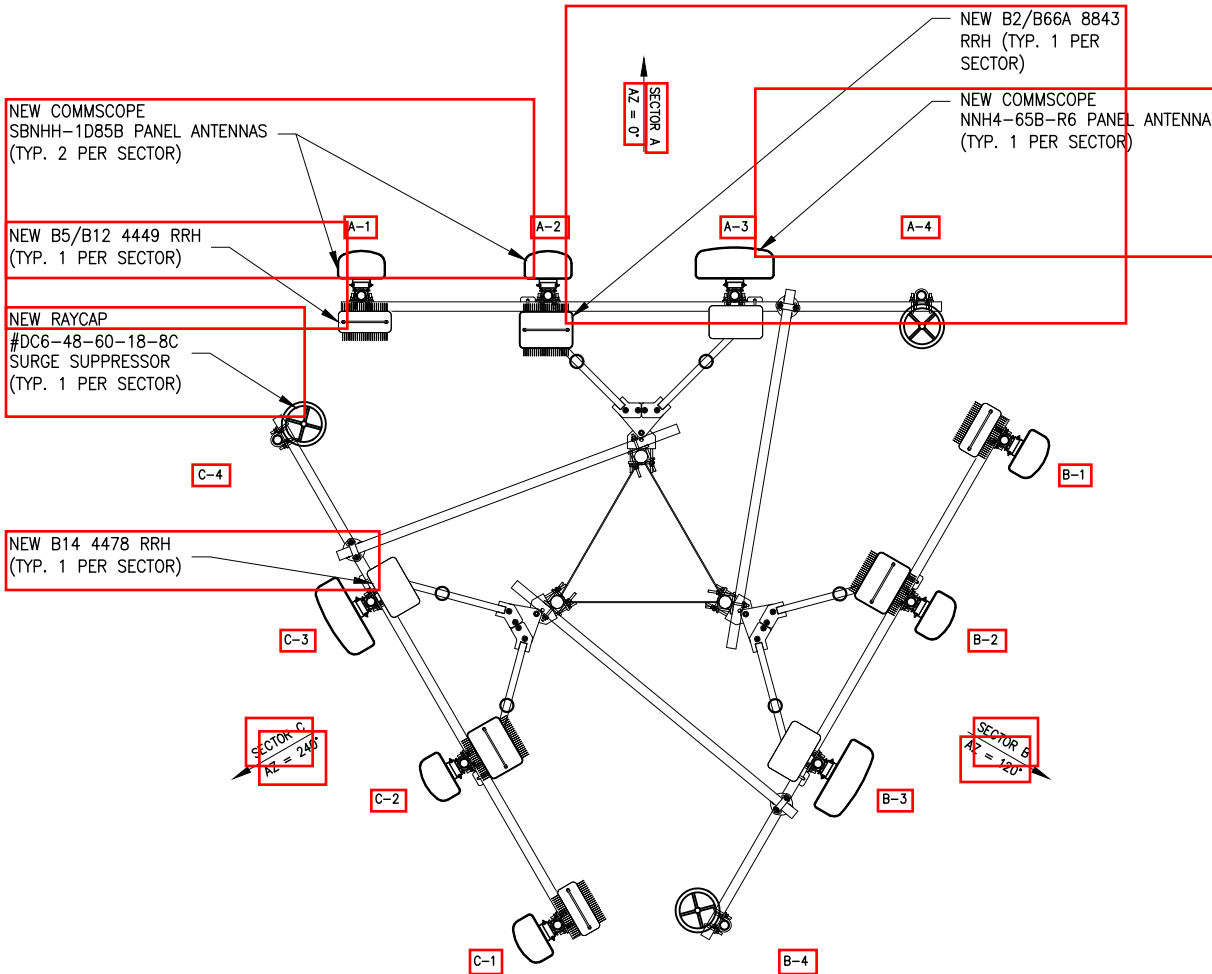 NEW B2/B66A 8843
RRH (TYP. 1 PER
SECTOR)
SECTOR A
AZ = 0°
NEW COMMSCOPE
NNH4-65B-R6 PANEL ANTENNA
(TYP. 1 PER SECTOR)
NEW COMMSCOPE
SBNHH-1D85B PANEL ANTENNAS
(TYP. 2 PER SECTOR)
A-1
A-2
A-3
A-4
NEW B5/B12 4449 RRH
(TYP. 1 PER SECTOR)
NEW RAYCAP
#DC6-48-60-18-8C
SURGE SUPPRESSOR
(TYP. 1 PER SECTOR)
C-4
B-1
NEW B14 4478 RRH
(TYP. 1 PER SECTOR)
C-3
B-2
SECTOR C
AZ = 240°
SECTOR B
AZ = 120°
C-2
B-3
C-1
B-4